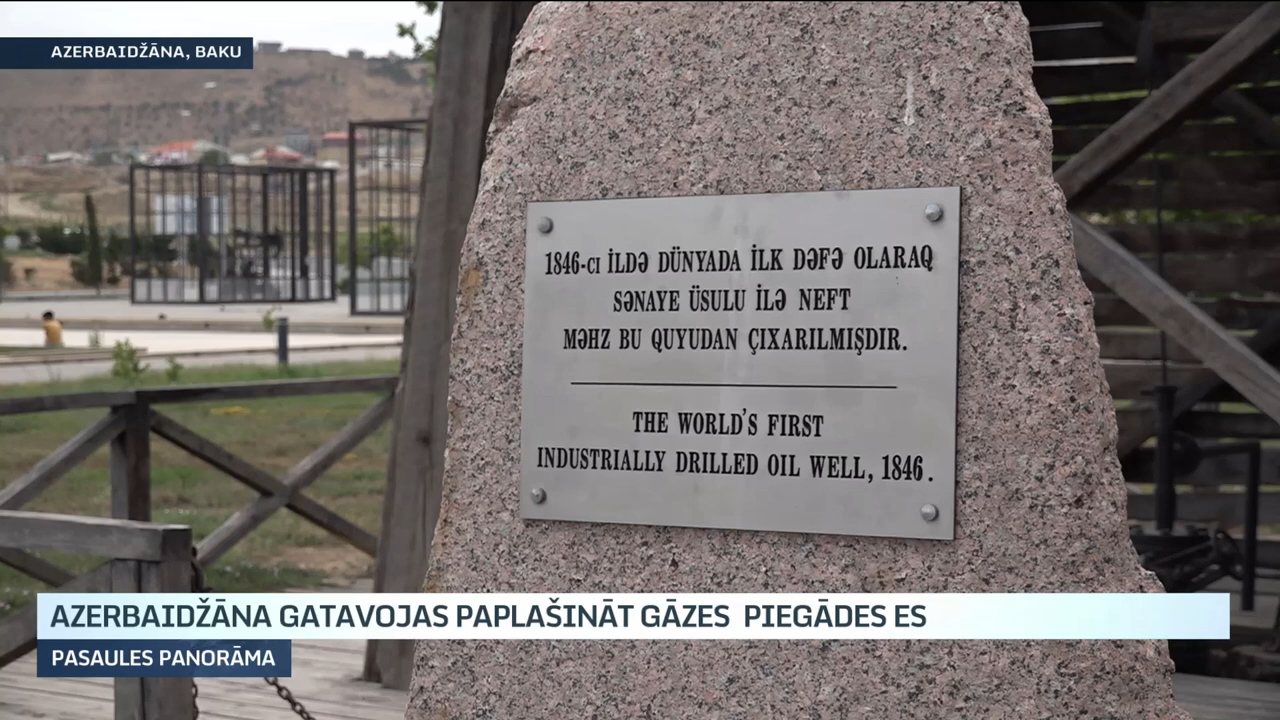 AZERBAIDŽĀNA, BAKU
1846-CI İLDƏ DÜNYADA İLK DƏFƏ OLARAQ
SƏNAYE ÜSULU İLƏ NEFT
MƏHZ BU QUYUDAN ÇIXARILMIŞDIR.
THE WORLD'S FIRST
INDUSTRIALLY DRILLED OIL WELL, 1846.
AZERBAIDŽĀNA GATAVOJAS PAPLAŠINĀT GĀZES PIEGĀDES ES
PASAULES PANORĀMA